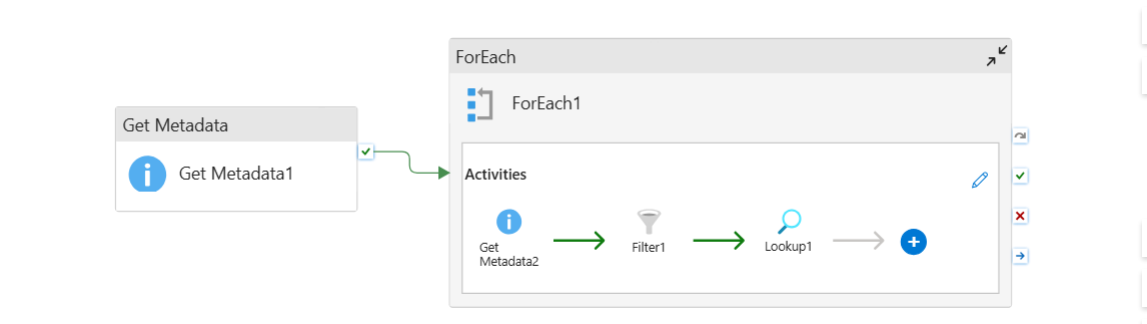 ForEach
ForEach1
Get Metadata
Get Metadata1
Activities
Get
Metadata2
Filter1
Lookup1